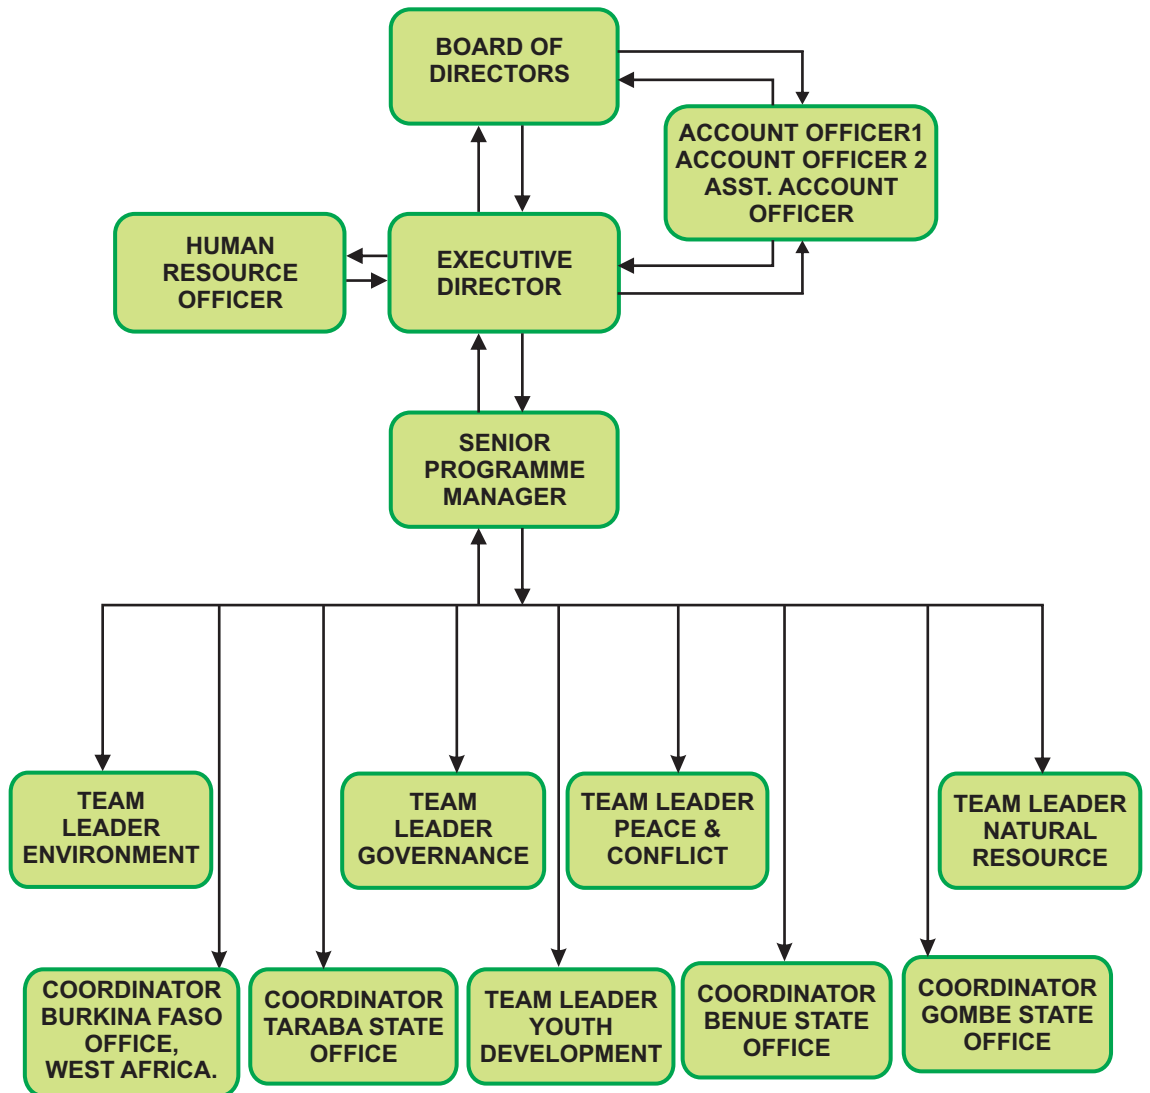 BOARD OF
DIRECTORS
ACCOUNT OFFICER1
ACCOUNT OFFICER 2
ASST. ACCOUNT
OFFICER
HUMAN
RESOURCE
OFFICER
EXECUTIVE
DIRECTOR
SENIOR
PROGRAMME
MANAGER
TEAM
LEADER
ENVIRONMENT
TEAM
LEADER
GOVERNANCE
TEAM LEADER
PEACE &
CONFLICT
TEAM LEADER
NATURAL
RESOURCE
COORDINATOR
BURKINA FASO
OFFICE,
WEST AFRICA.
COORDINATOR
TARABA STATE
OFFICE
TEAM LEADER
YOUTH
DEVELOPMENT
COORDINATOR
BENUE STATE
OFFICE
COORDINATOR
GOMBE STATE
OFFICE